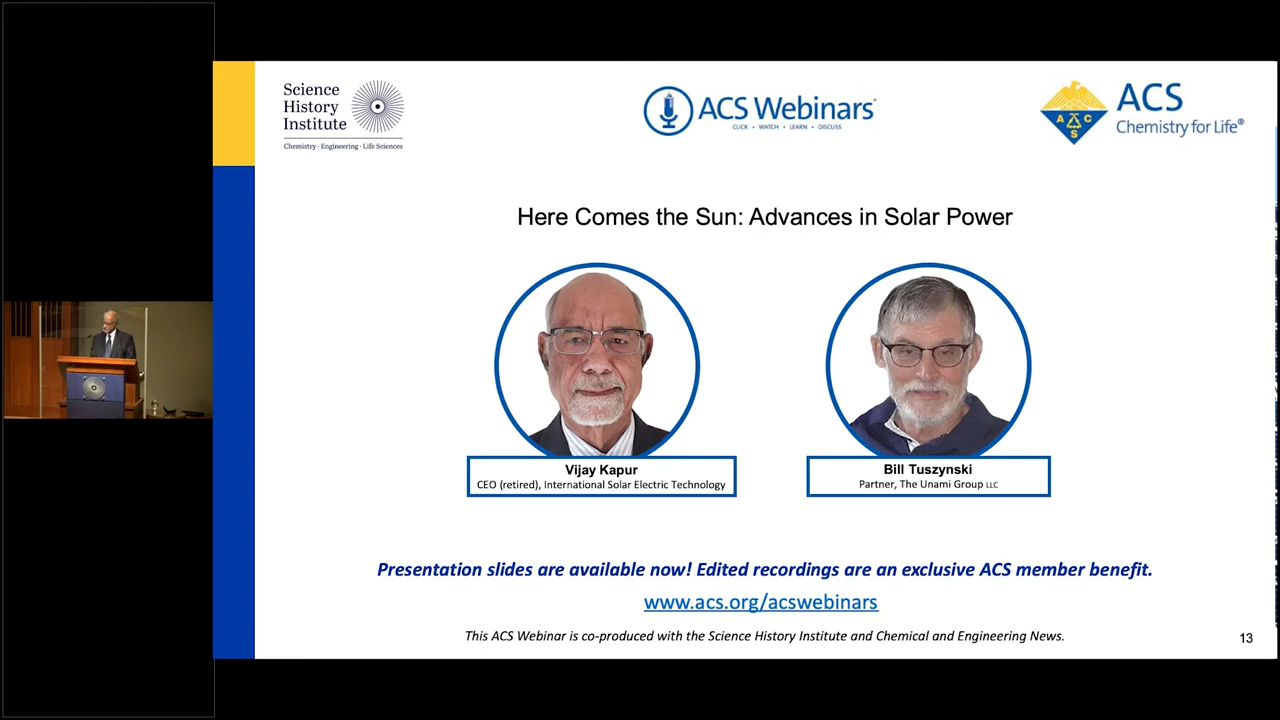 Science
History
Institute
Chemistry · Engineering · Life Sciences
ACS Webinars®
CLICK • WATCH • LEARN • DISCUSS
ACS
Chemistry for Life®
A C S
Here Comes the Sun: Advances in Solar Power
Vijay Kapur
CEO (retired), International Solar Electric Technology
Bill Tuszynski
Partner, The Unami Group LLC
Presentation slides are available now! Edited recordings are an exclusive ACS member benefit.
www.acs.org/acswebinars
This ACS Webinar is co-produced with the Science History Institute and Chemical and Engineering News.
13